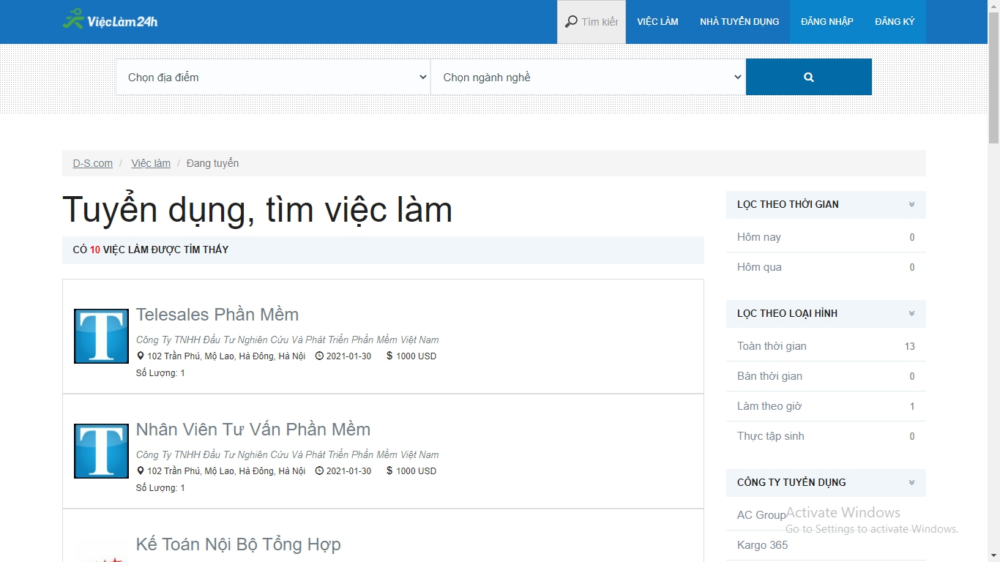 ViệcLàm24h
Tìm kiếr
VIỆC LÀM
NHÀ TUYỂN DỤNG
ĐĂNG NHẬP
ĐĂNG KÝ
Chọn địa điểm
Chọn ngành nghề
D-S.com / Việc làm / Đang tuyển
Tuyển dụng, tìm việc làm
CÓ 10 VIỆC LÀM ĐƯỢC TÌM THẤY
T
Telesales Phần Mềm
Công Ty TNHH Đầu Tư Nghiên Cứu Và Phát Triển Phần Mềm Việt Nam
102 Trần Phú, Mộ Lao, Hà Đông, Hà Nội 2021-01-30 $ 1000 USD
Số Lượng: 1
T
Nhân Viên Tư Vấn Phần Mềm
Công Ty TNHH Đầu Tư Nghiên Cứu Và Phát Triển Phần Mềm Việt Nam
102 Trần Phú, Mộ Lao, Hà Đông, Hà Nội 2021-01-30 $ 1000 USD
Số Lượng: 1
Kế Toán Nội Bộ Tổng Hợp
LỌC THEO THỜI GIAN
Hôm nay 0
Hôm qua 0
LỌC THEO LOẠI HÌNH
Toàn thời gian 13
Bán thời gian 0
Làm theo giờ 1
Thực tập sinh 0
CÔNG TY TUYỂN DỤNG
AC Group
Kargo 365
Activate Windows
Go to Settings to activate Windows.